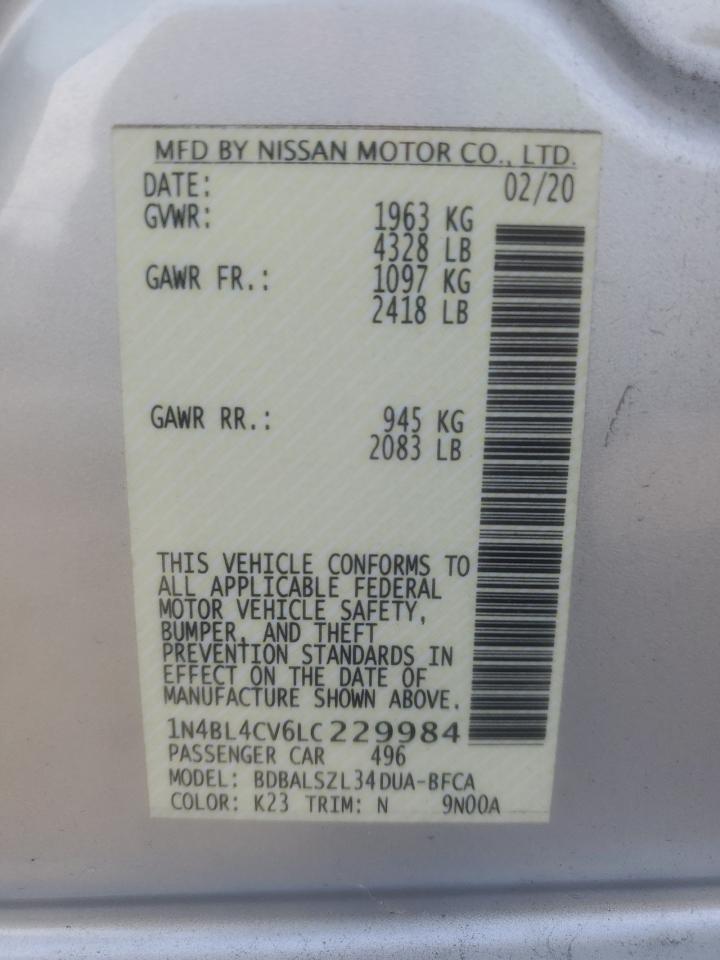 MFD BY NISSAN MOTOR CO., LTD.
DATE: 02/20
GVWR: 1963 KG
4328 LB
GAWR FR.: 1097 KG
2418 LB
GAWR RR.: 945 KG
2083 LB
THIS VEHICLE CONFORMS TO
ALL APPLICABLE FEDERAL
MOTOR VEHICLE SAFETY,
BUMPER, AND THEFT
PREVENTION STANDARDS IN
EFFECT ON THE DATE OF
MANUFACTURE SHOWN ABOVE.
1N4BL4CV6LC229984
PASSENGER CAR 496
MODEL: BDBALSZL34DUA-BFCA
COLOR: K23 TRIM: N 9N00A